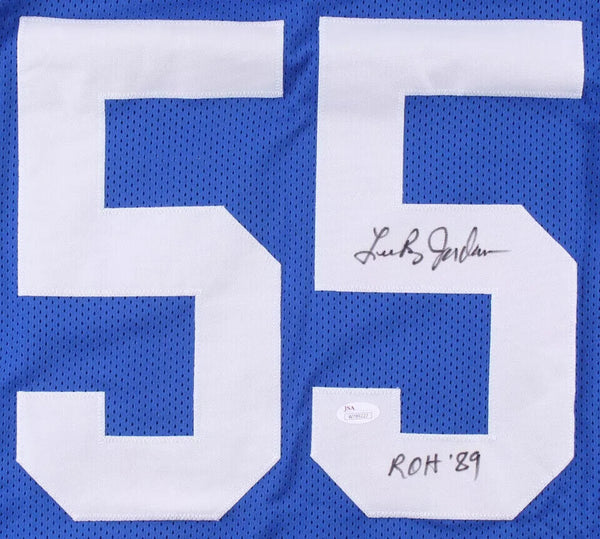 55
Lee Roy Jordan
JSA
ROH '89